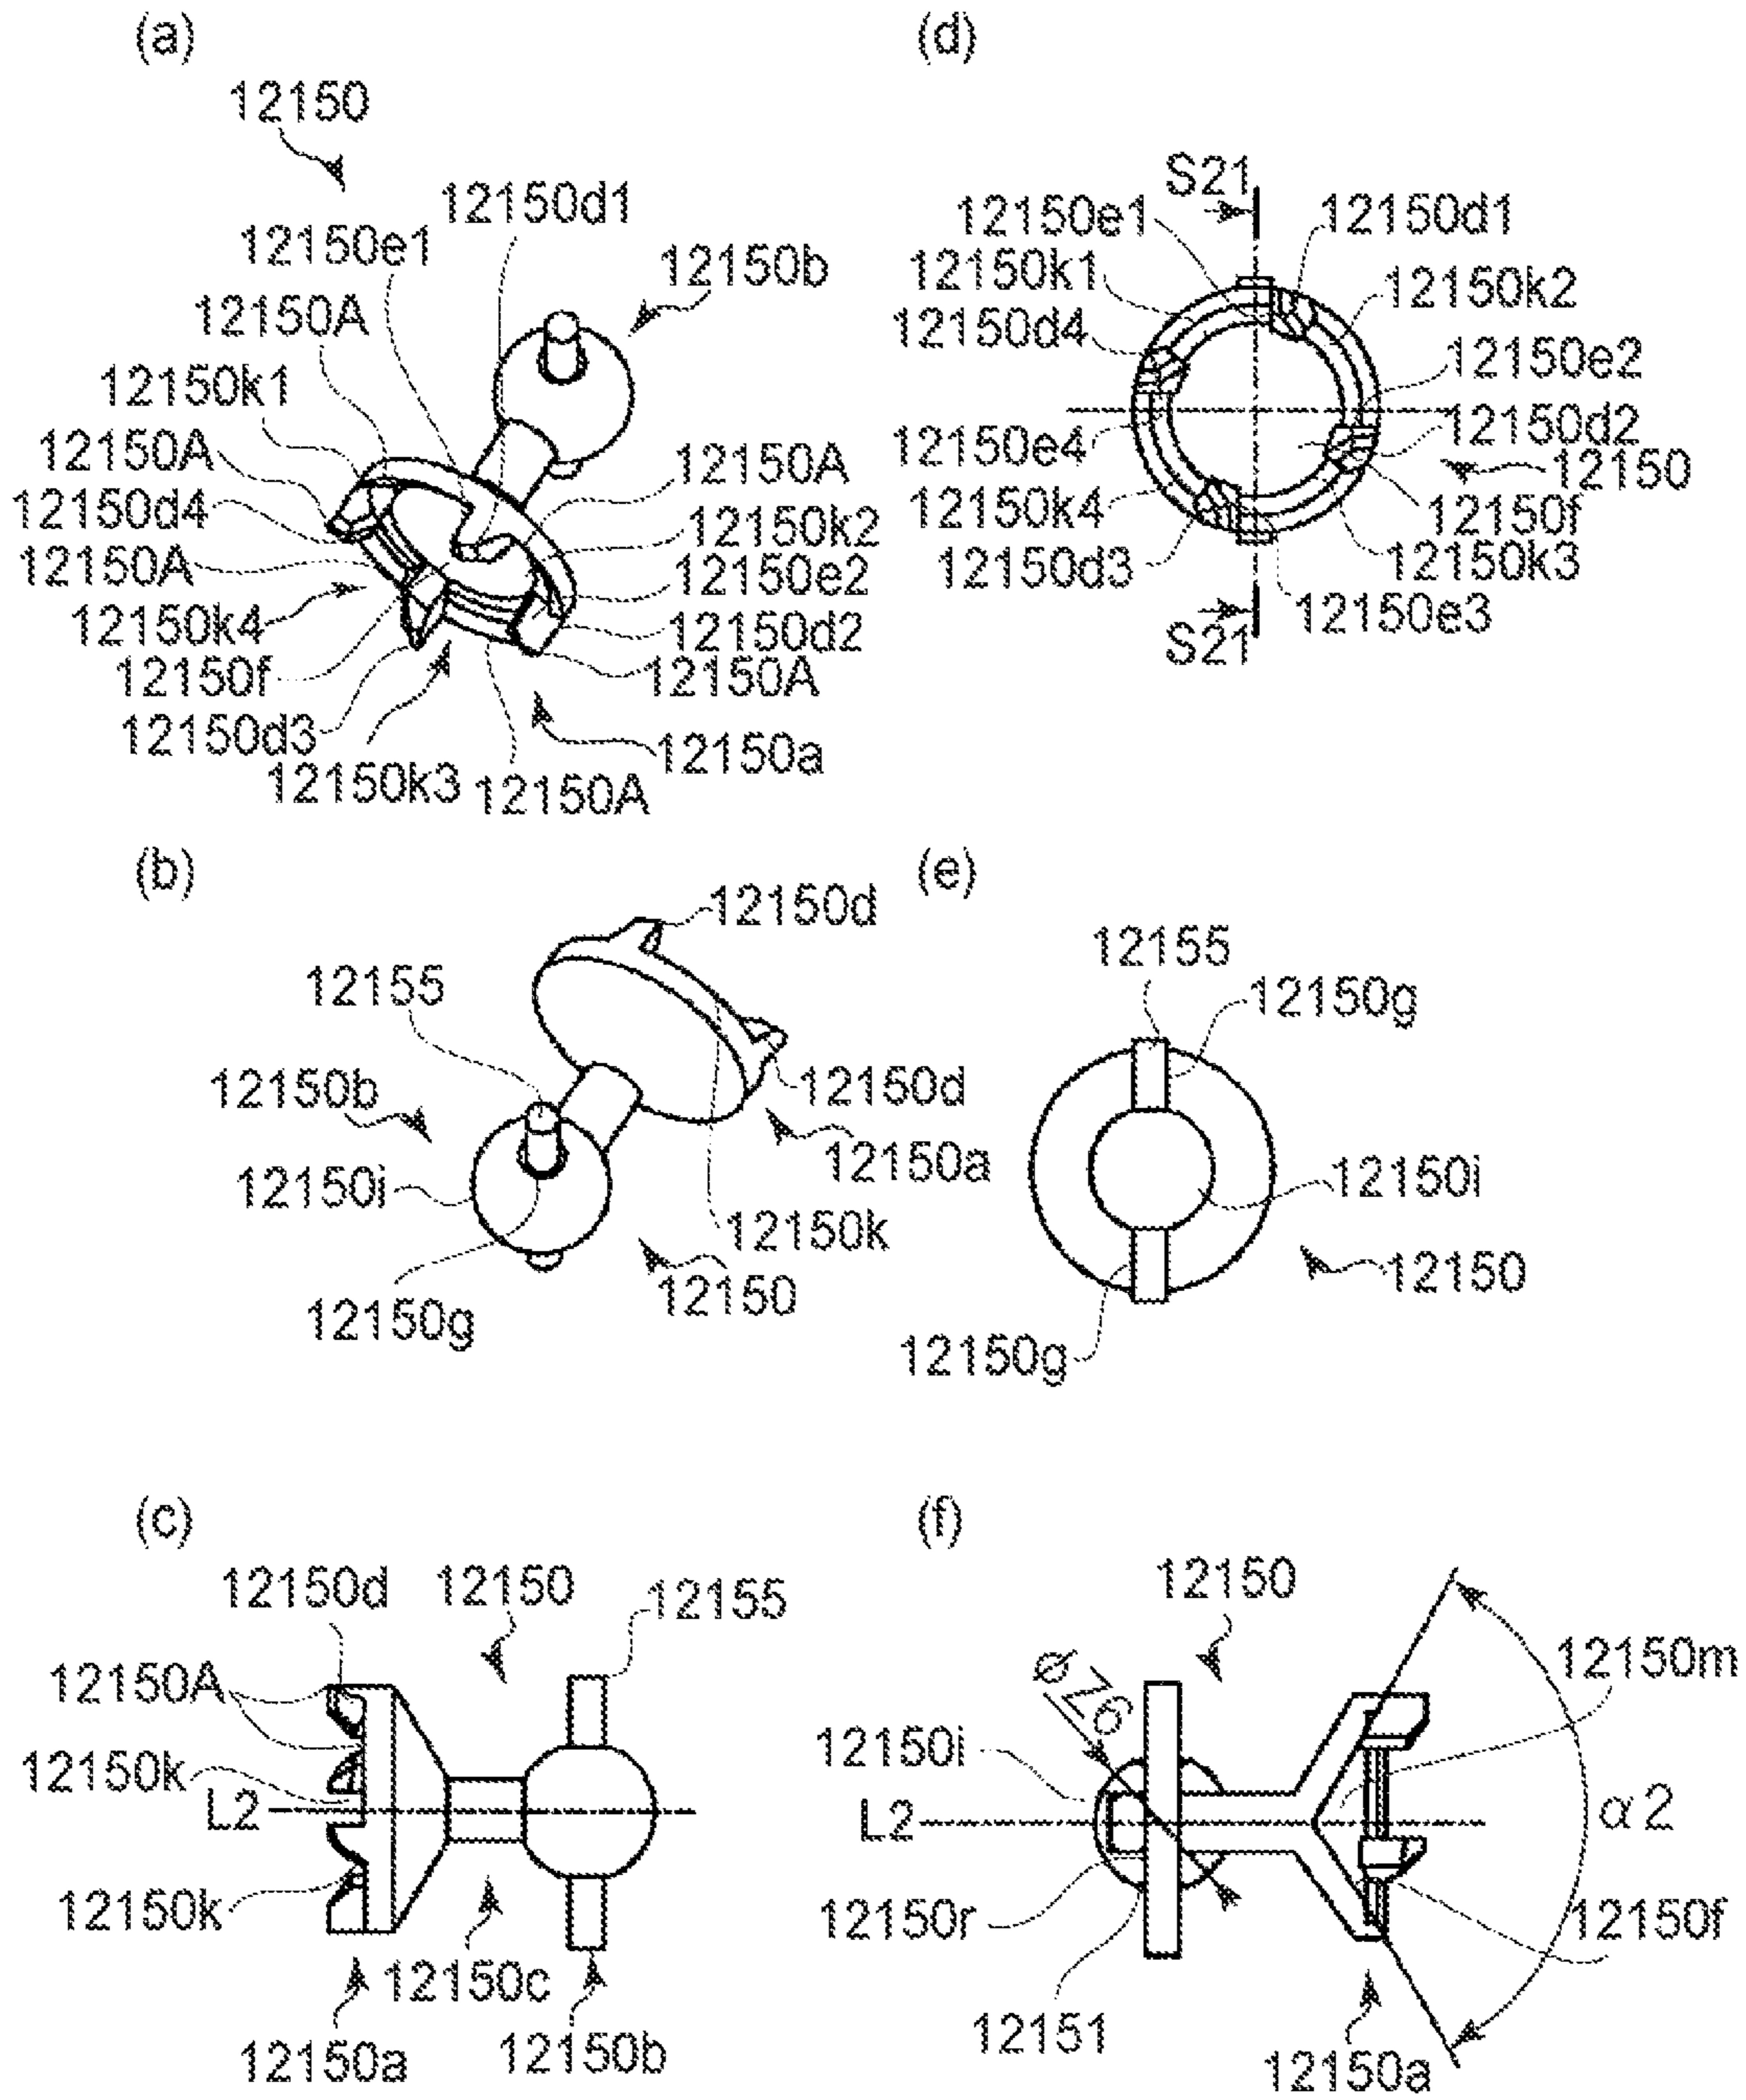 (a)
12150
12150d1
12150e1
12150b
12150A
12150k1
12150A
12150A
12150d4
12150k2
12150A
12150e2
12150k4
12150d2
12150f
12150A
12150d3
12150a
12150k3
12150A
(d)
S21
12150e1
12150d1
12150k1
12150k2
12150d4
12150e2
12150d2
12150e4
12150
12150k4
12150f
12150d3
12150k3
12150e3
S21
(b)
12150d
12155
12150b
12150d
12150a
12150i
12150k
12150
12150g
(e)
12155
12150g
12150i
12150
12150g
(c)
12150d
12150
12155
12150A
12150k
L2
12150k
12150c
12150a
12150b
(f)
12150
12150m
øZ6
12150i
L2
α2
12150r
12150f
12151
12150a